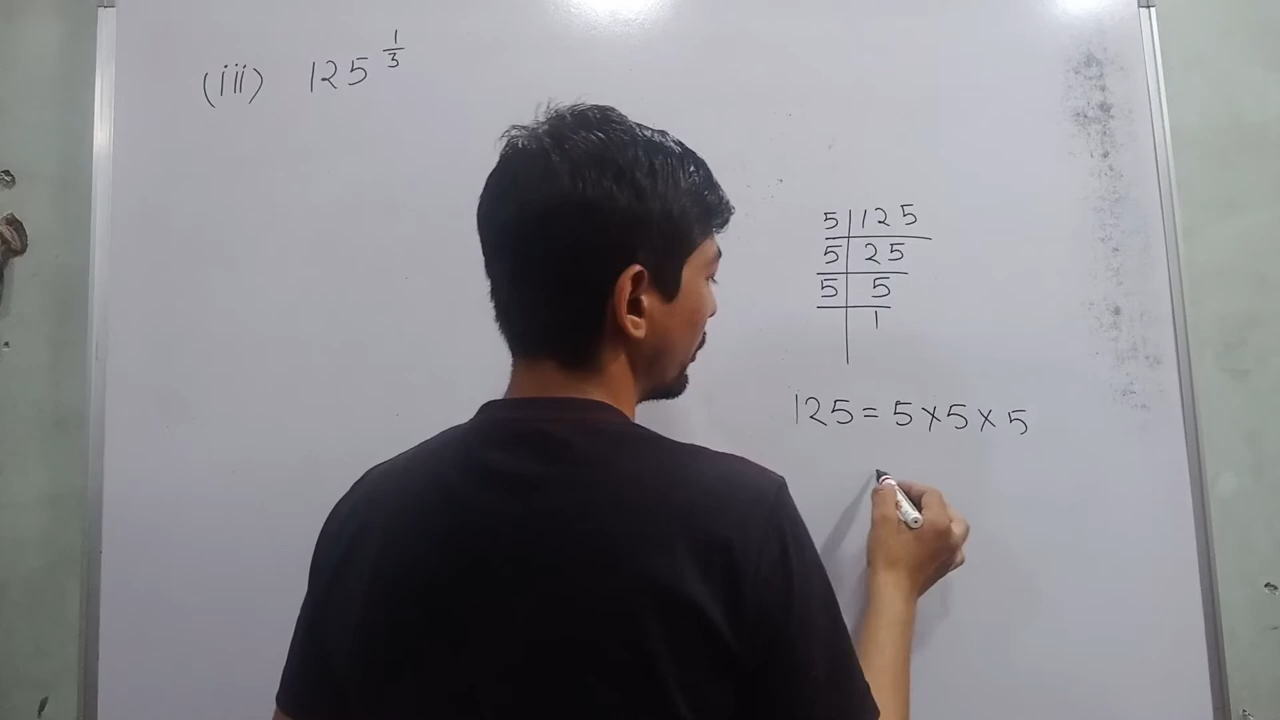 (iii) 125^{1/3}
5 | 125
5 | 25
5 | 5
| 1
125 = 5 × 5 × 5